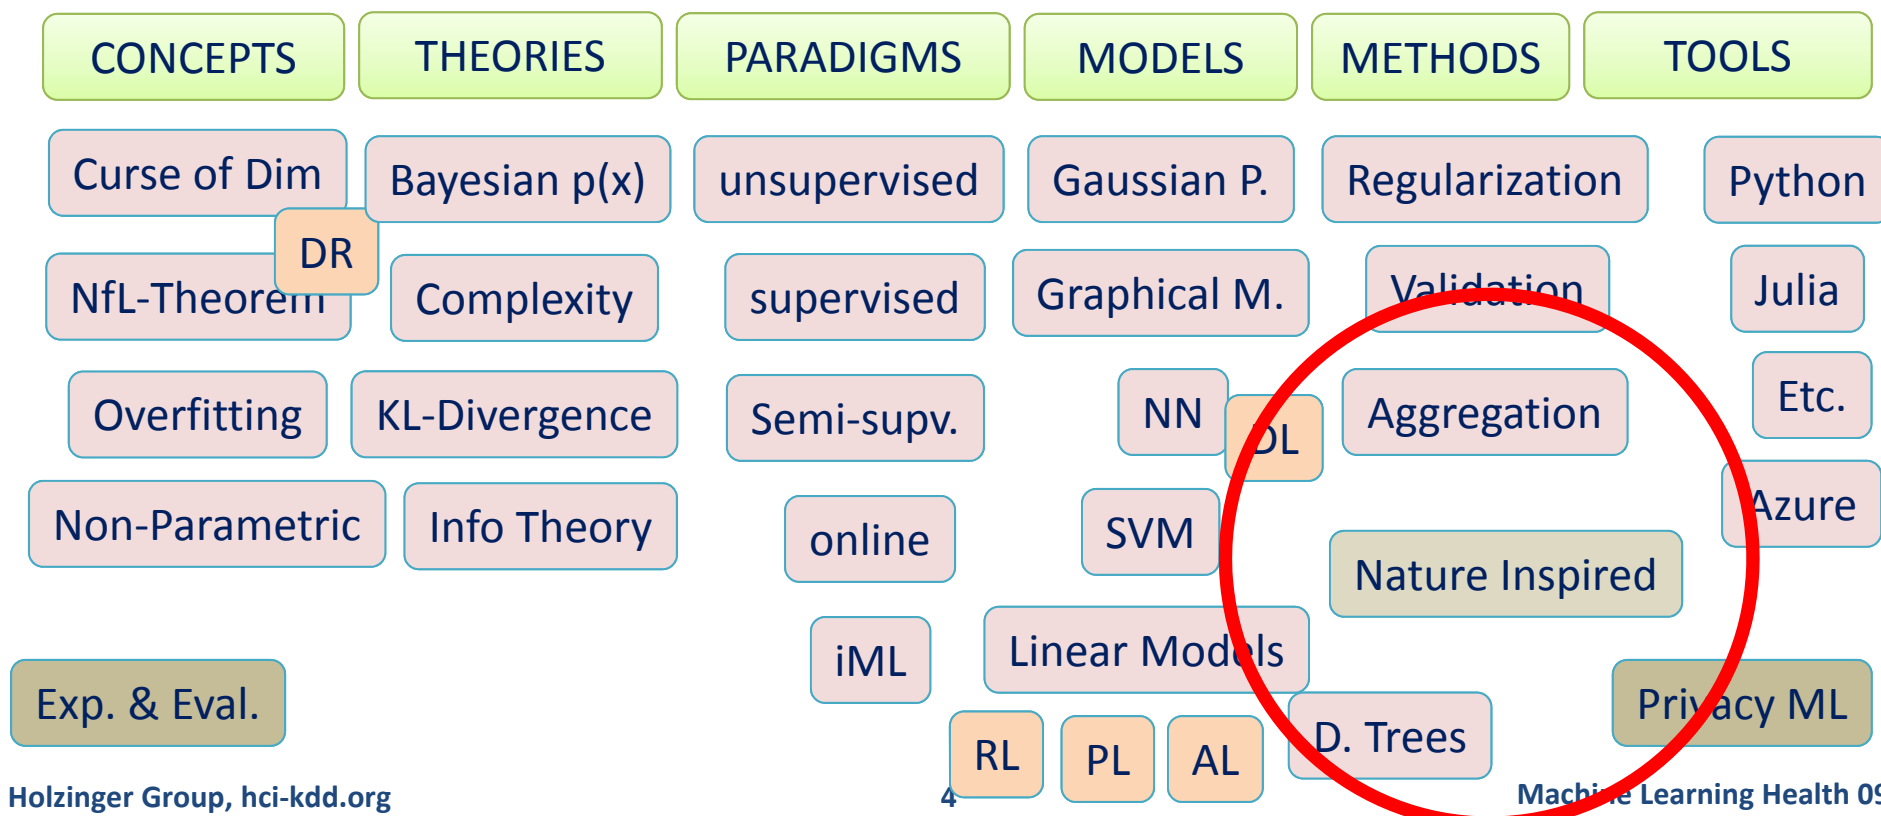 CONCEPTS THEORIES PARADIGMS MODELS METHODS TOOLS
Curse of Dim Bayesian p(x) unsupervised Gaussian P. Regularization Python
DR
NfL-Theorem Complexity supervised Graphical M. Validation Julia
Overfitting KL-Divergence Semi-supv. NN DL Aggregation Etc.
Non-Parametric Info Theory online SVM Nature Inspired Azure
iML Linear Models
Exp. & Eval. RL PL AL D. Trees Privacy ML
Holzinger Group, hci-kdd.org 4 Machine Learning Health 09